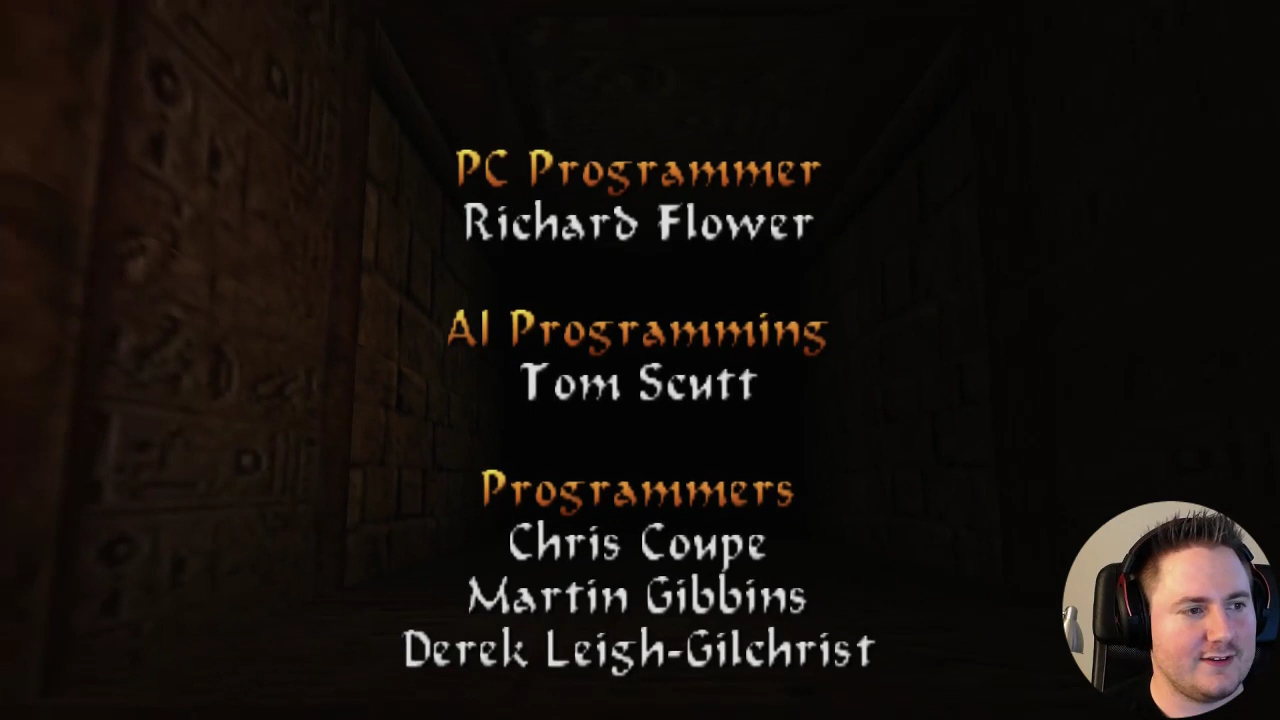 PC Programmer
Richard Flower
AI Programming
Tom Scutt
Programmers
Chris Coupe
Martin Gibbins
Derek Leigh-Gilchrist